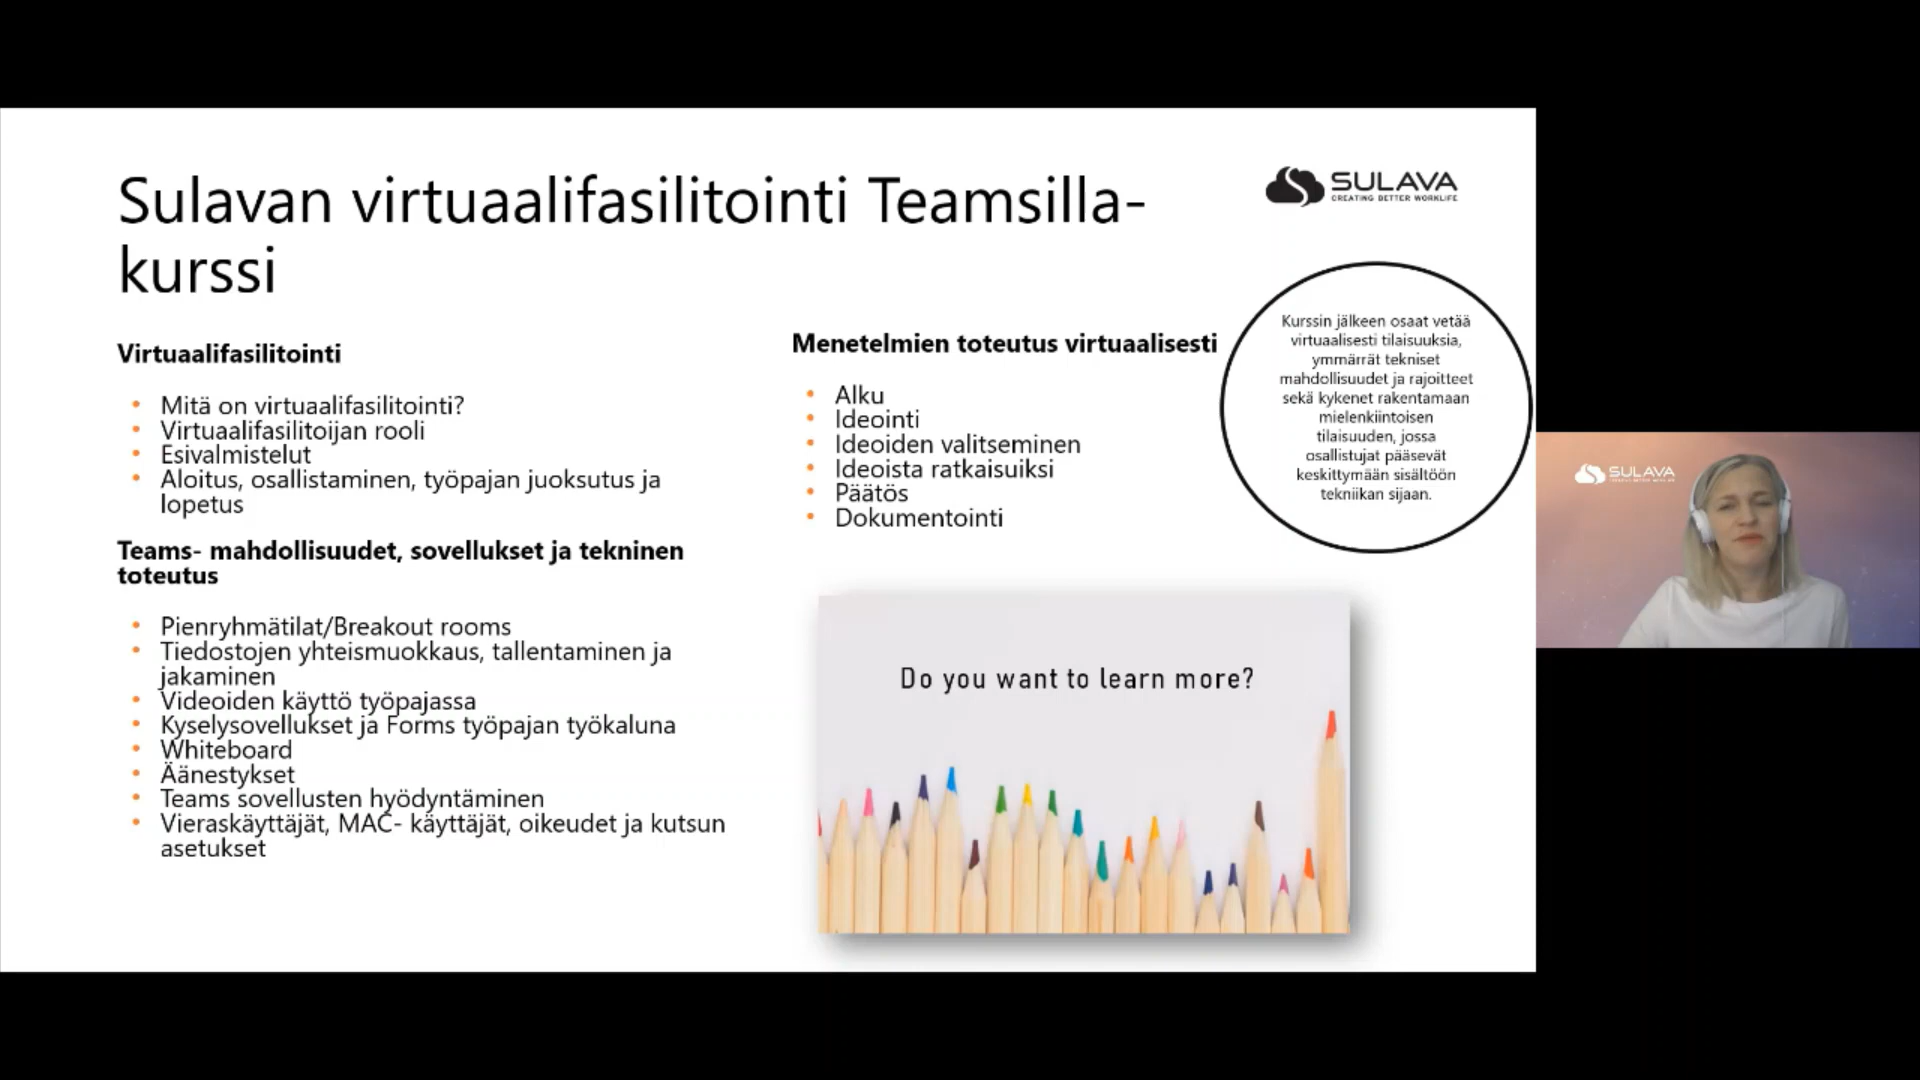 Sulavan virtuaalifasilitointi Teamsilla-
kurssi
SULAVA
CREATING BETTER WORKLIFE
Virtuaalifasilitointi
Mitä on virtuaalifasilitointi?
Virtuaalifasilitoijan rooli
Esivalmistelut
Aloitus, osallistaminen, työpajan juoksutus ja
lopetus
Teams- mahdollisuudet, sovellukset ja tekninen
toteutus
Pienryhmätilat/Breakout rooms
Tiedostojen yhteismuokkaus, tallentaminen ja
jakaminen
Videoiden käyttö työpajassa
Kyselysovellukset ja Forms työpajan työkaluna
Whiteboard
Äänestykset
Teams sovellusten hyödyntäminen
Vieraskäyttäjät, MAC- käyttäjät, oikeudet ja kutsun
asetukset
Menetelmien toteutus virtuaalisesti
Alku
Ideointi
Ideoiden valitseminen
Ideoista ratkaisuiksi
Päätös
Dokumentointi
Kurssin jälkeen osaat vetää
virtuaalisesti tilaisuuksia,
ymmärrät tekniset
mahdollisuudet ja rajoitteet
sekä kykenet rakentamaan
mielenkiintoisen
tilaisuuden, jossa
osallistujat pääsevät
keskittymään sisältöön
tekniikan sijaan.
Do you want to learn more?
SULAVA